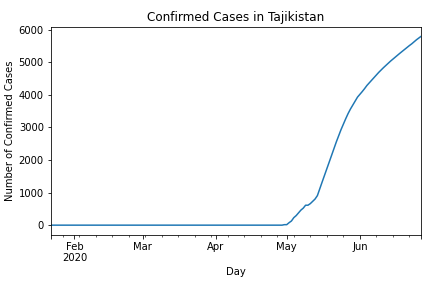 Confirmed Cases in Tajikistan
Number of Confirmed Cases
6000
5000
4000
3000
2000
1000
0
Feb Mar Apr May Jun
2020
Day